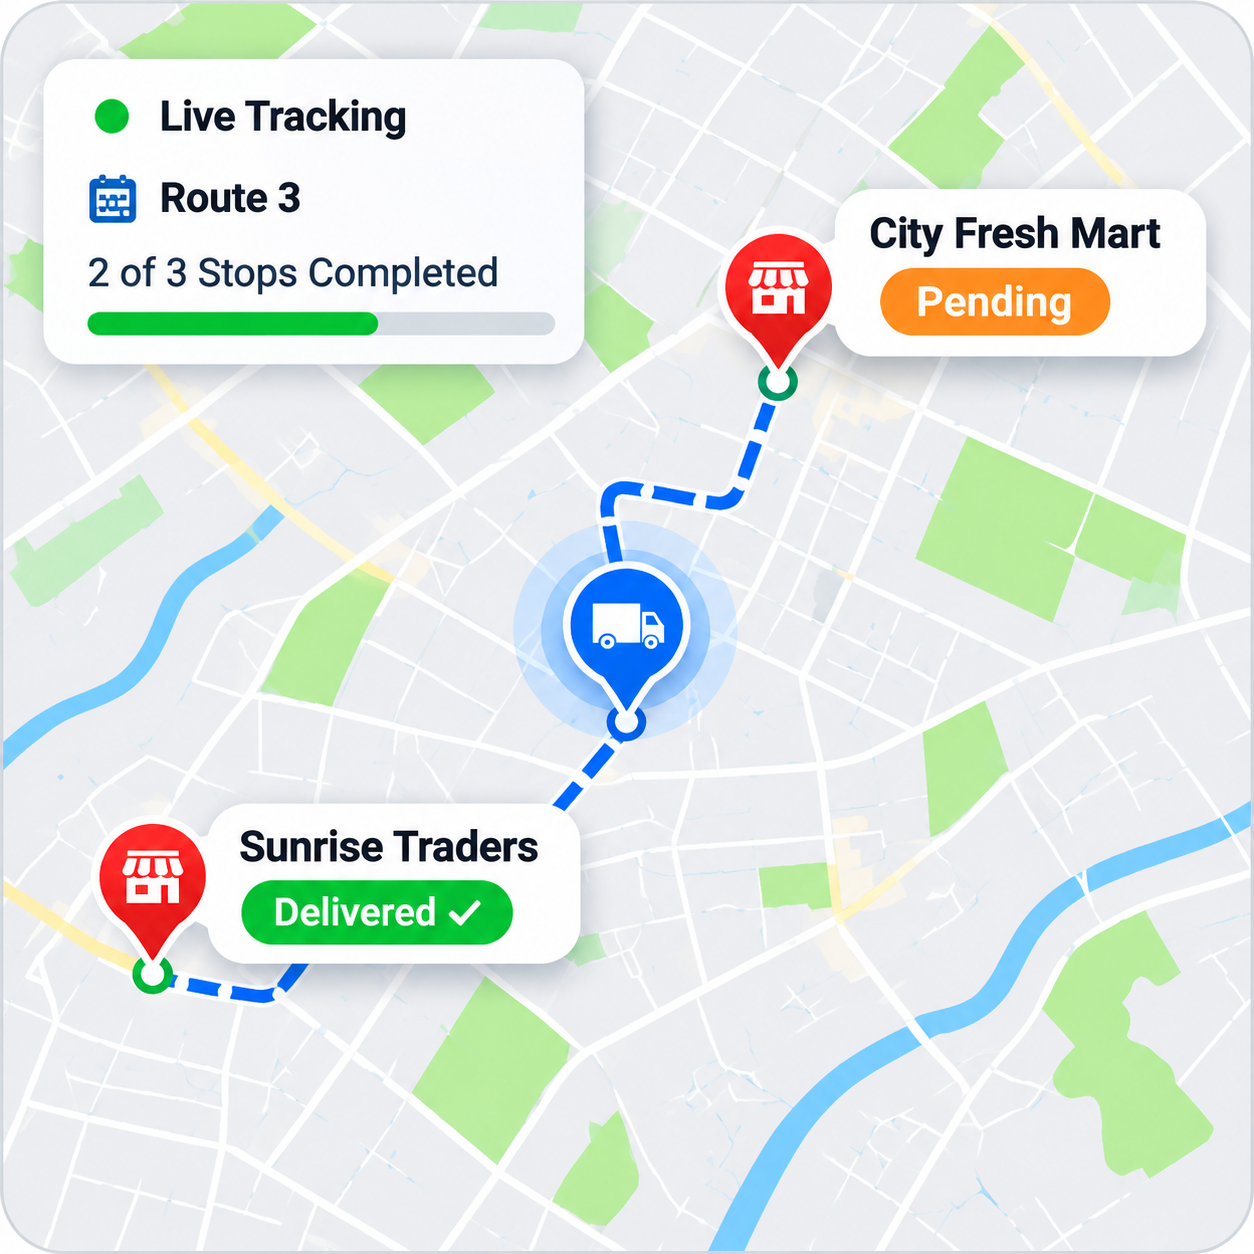 Live Tracking
Route 3
2 of 3 Stops Completed
City Fresh Mart
Pending
Sunrise Traders
Delivered ✓